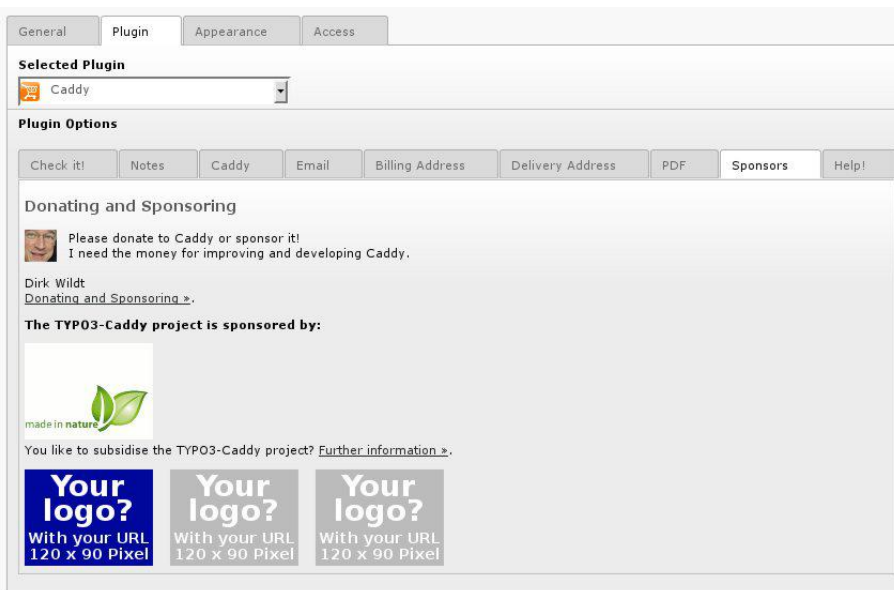 General Plugin Appearance Access
Selected Plugin
Caddy
Plugin Options
Check it! Notes Caddy Email Billing Address Delivery Address PDF Sponsors Help!
Donating and Sponsoring
Please donate to Caddy or sponsor it!
I need the money for improving and developing Caddy.
Dirk Wildt
Donating and Sponsoring ».
The TYPO3-Caddy project is sponsored by:
made in nature
You like to subsidise the TYPO3-Caddy project? Further information ».
Your logo? With your URL 120 x 90 Pixel
Your logo? With your URL 120 x 90 Pixel
Your logo? With your URL 120 x 90 Pixel